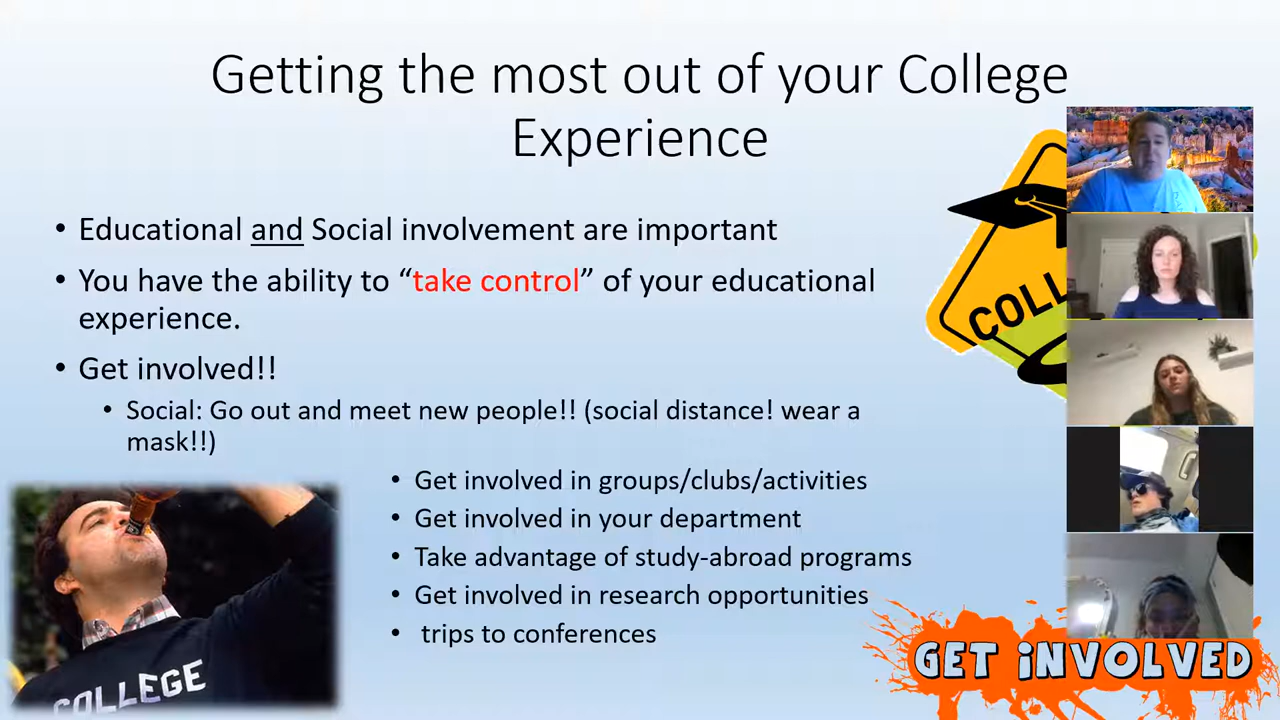 Getting the most out of your College
Experience
• Educational and Social involvement are important
• You have the ability to “take control” of your educational
experience.
• Get involved!!
• Social: Go out and meet new people!! (social distance! wear a
mask!!)
• Get involved in groups/clubs/activities
• Get involved in your department
• Take advantage of study-abroad programs
• Get involved in research opportunities
• trips to conferences
COLLEGE
GET iNVOLVED